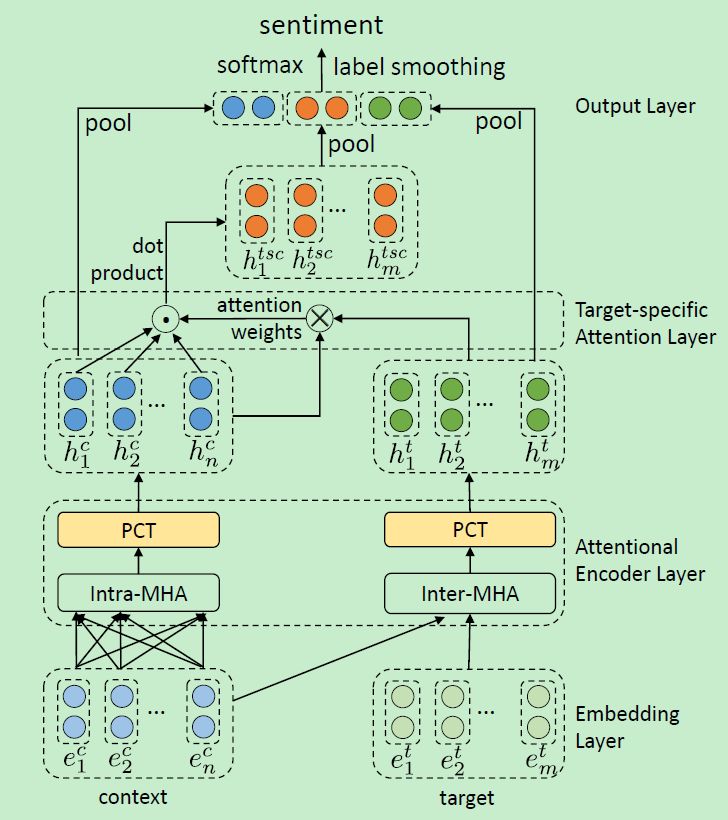 sentiment
softmax label smoothing
Output Layer
pool pool
pool
...
h_1^{tsc} h_2^{tsc} h_m^{tsc}
dot
product
attention
weights
Target-specific
Attention Layer
... ...
h_1^c h_2^c h_n^c h_1^t h_2^t h_m^t
PCT PCT
Attentional
Encoder Layer
Intra-MHA Inter-MHA
... ...
Embedding
Layer
e_1^c e_2^c e_n^c e_1^t e_2^t e_m^t
context target